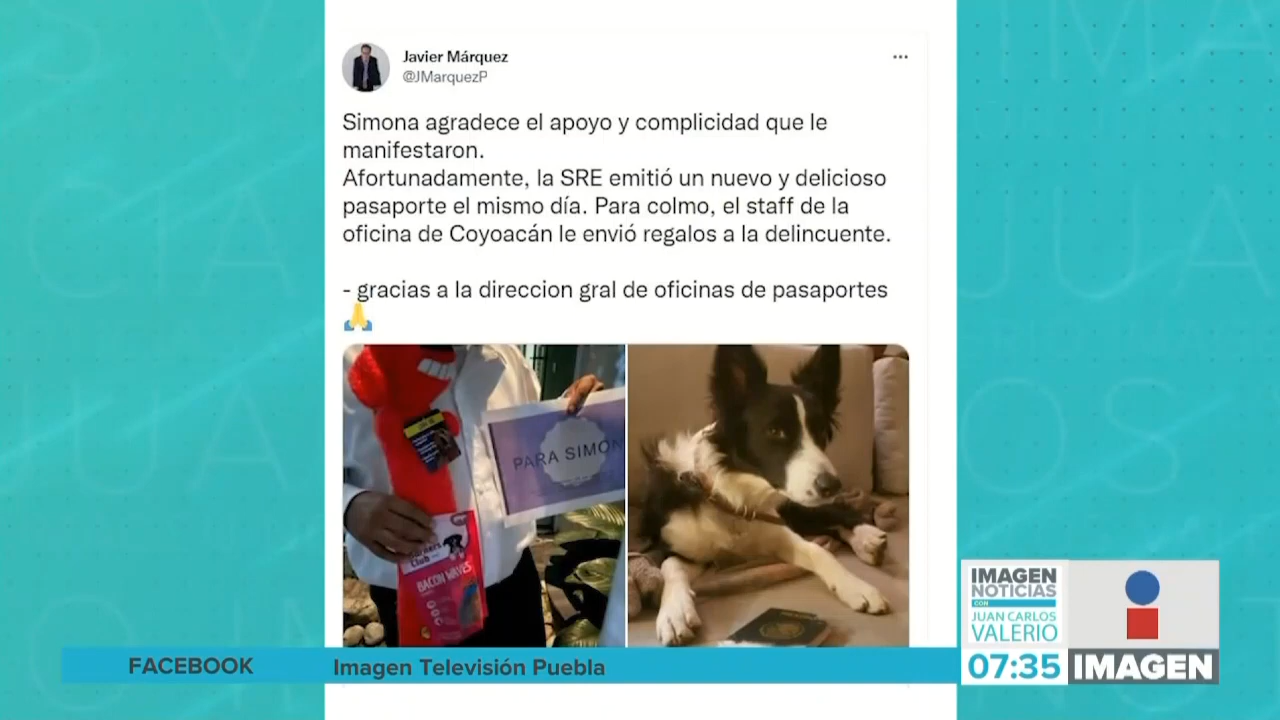 Javier Márquez
@JMarquezP
...
Simona agradece el apoyo y complicidad que le
manifestaron.
Afortunadamente, la SRE emitió un nuevo y delicioso
pasaporte el mismo día. Para colmo, el staff de la
oficina de Coyoacán le envió regalos a la delincuente.
- gracias a la direccion gral de oficinas de pasaportes
🙏
PARA SIMON
Club
BACON WAVES
IMAGEN
NOTICIAS
CON
JUAN CARLOS
VALERIO
FACEBOOK
Imagen Televisión Puebla
07:35
IMAGEN